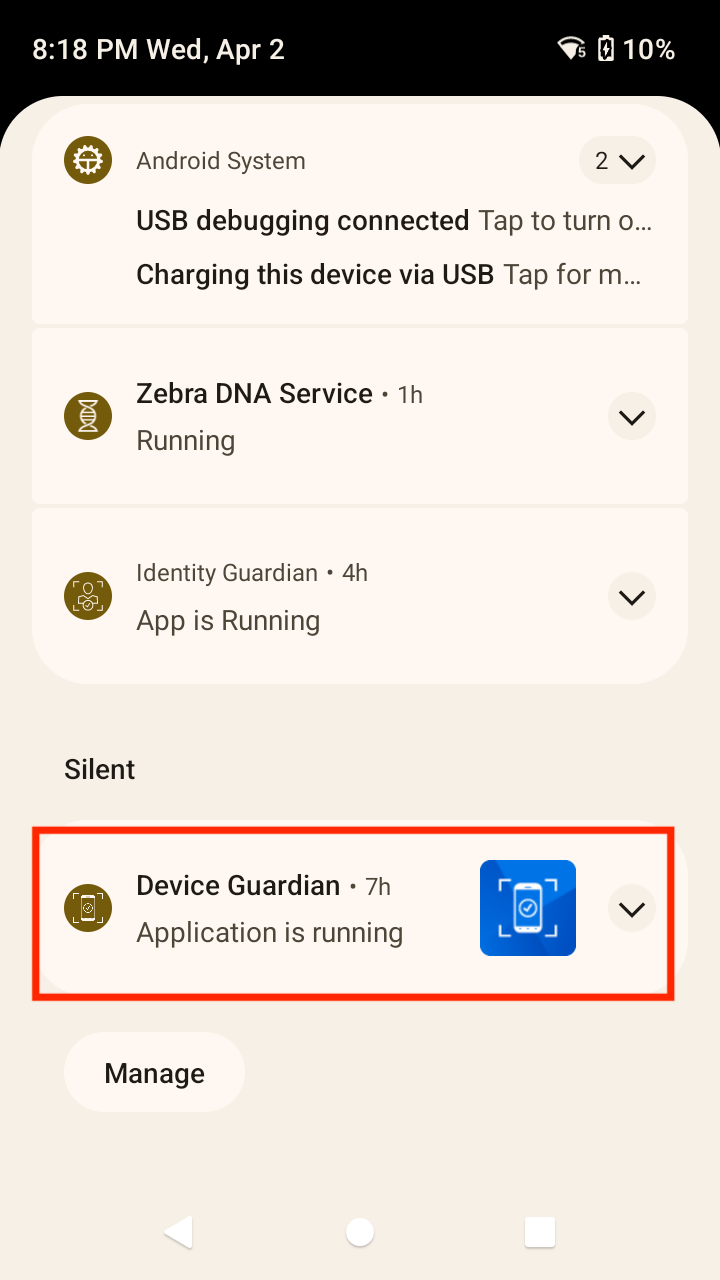 8:18 PM Wed, Apr 2 5 10%
Android System 2
USB debugging connected Tap to turn o…
Charging this device via USB Tap for m…
Zebra DNA Service • 1h
Running
Identity Guardian • 4h
App is Running
Silent
Device Guardian • 7h
Application is running
Manage